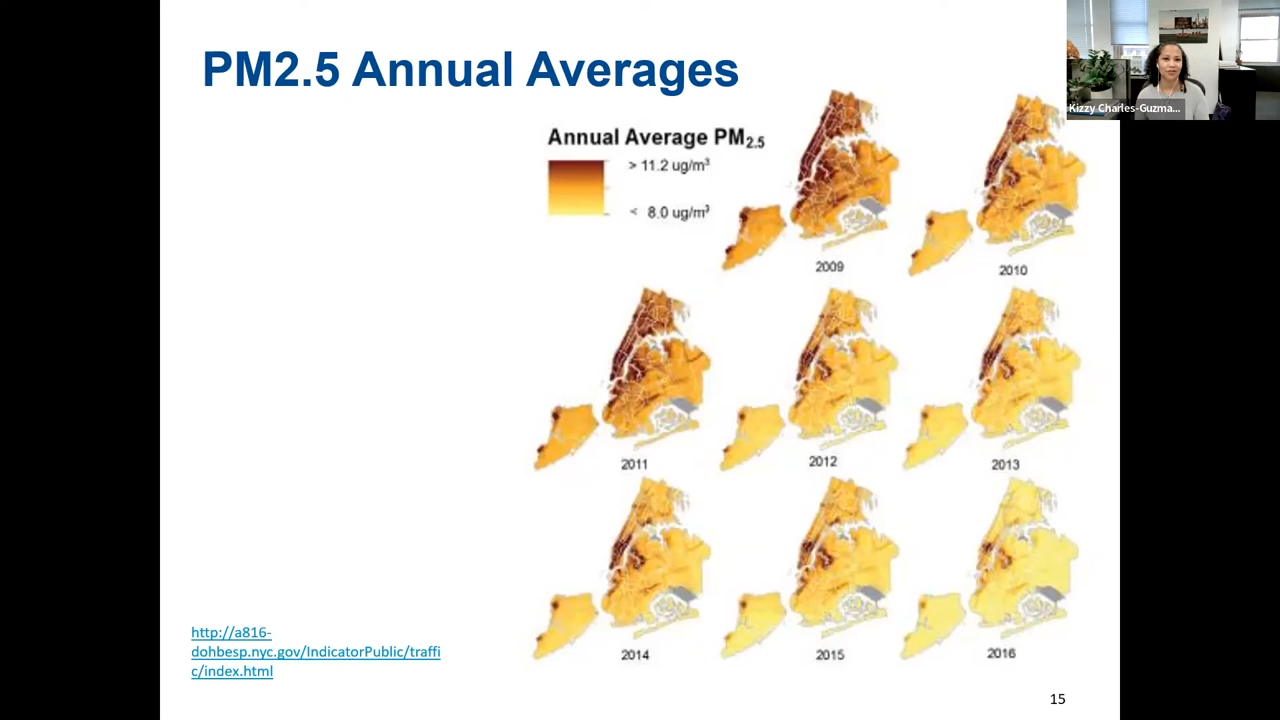 PM2.5 Annual Averages
Kizzy Charles-Guzma...
Annual Average PM2.5
> 11.2 ug/m³
< 8.0 ug/m³
2009
2010
2011
2012
2013
2014
2015
2016
http://a816-
dohbesp.nyc.gov/IndicatorPublic/traffi
c/index.html
15